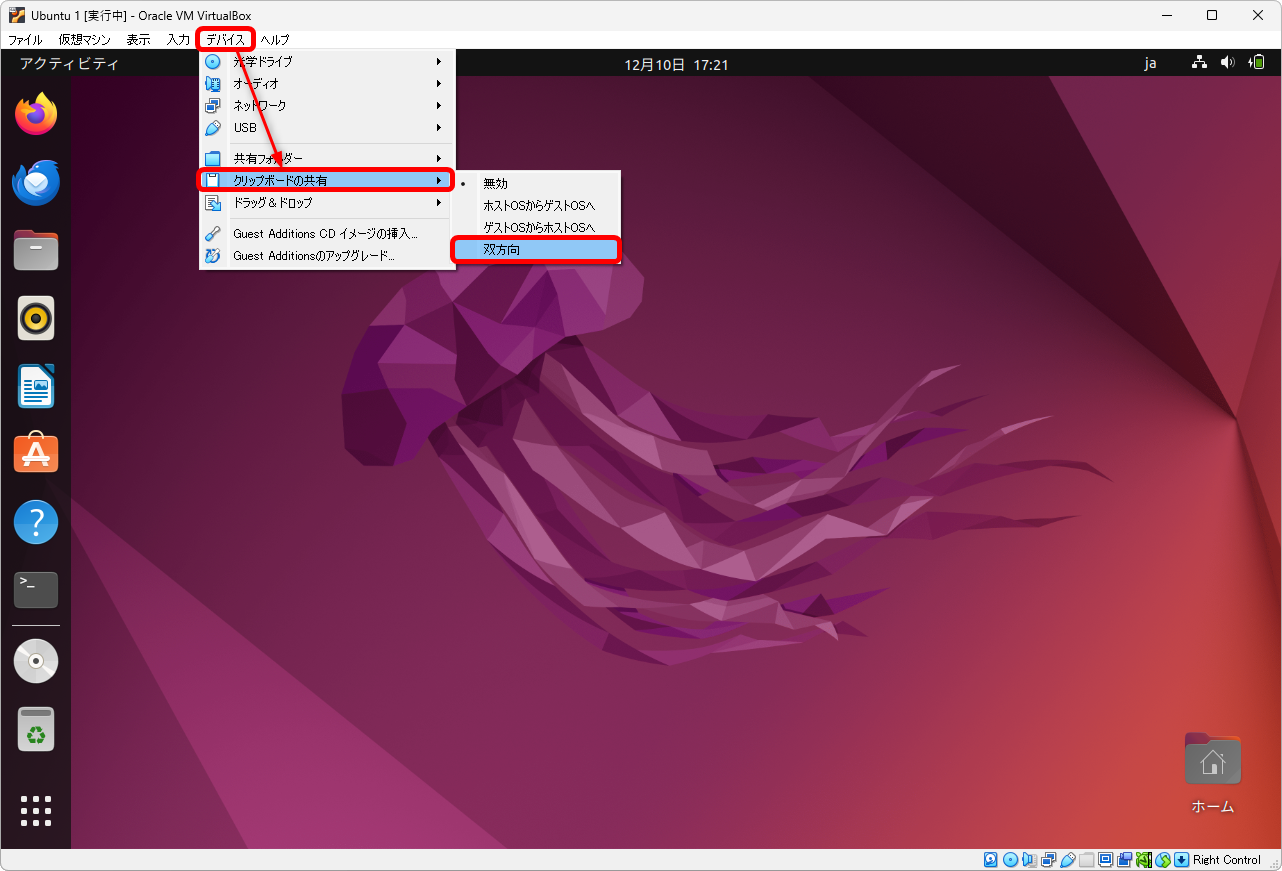 Ubuntu 1 [実行中] - Oracle VM VirtualBox
ファイル 仮想マシン 表示 入力 デバイス ヘルプ
アクティビティ 12月10日 17:21 ja
光学ドライブ
オーディオ
ネットワーク
USB
共有フォルダー
クリップボードの共有
ドラッグ＆ドロップ
Guest Additions CD イメージの挿入...
Guest Additionsのアップグレード...
無効
ホストOSからゲストOSへ
ゲストOSからホストOSへ
双方向
ホーム
Right Control